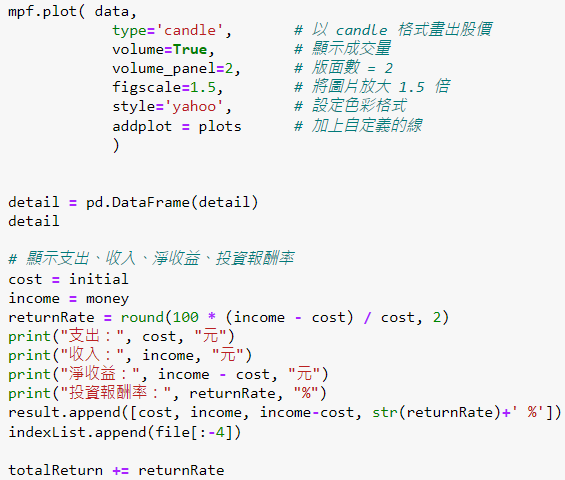 mpf.plot( data,
type='candle', # 以 candle 格式畫出股價
volume=True, # 顯示成交量
volume_panel=2, # 版面數 = 2
figscale=1.5, # 將圖片放大 1.5 倍
style='yahoo', # 設定色彩格式
addplot = plots # 加上自定義的線
)
detail = pd.DataFrame(detail)
detail
# 顯示支出、收入、淨收益、投資報酬率
cost = initial
income = money
returnRate = round(100 * (income - cost) / cost, 2)
print("支出：", cost, "元")
print("收入：", income, "元")
print("淨收益：", income - cost, "元")
print("投資報酬率：", returnRate, "%")
result.append([cost, income, income-cost, str(returnRate)+' %'])
indexList.append(file[:-4])
totalReturn += returnRate